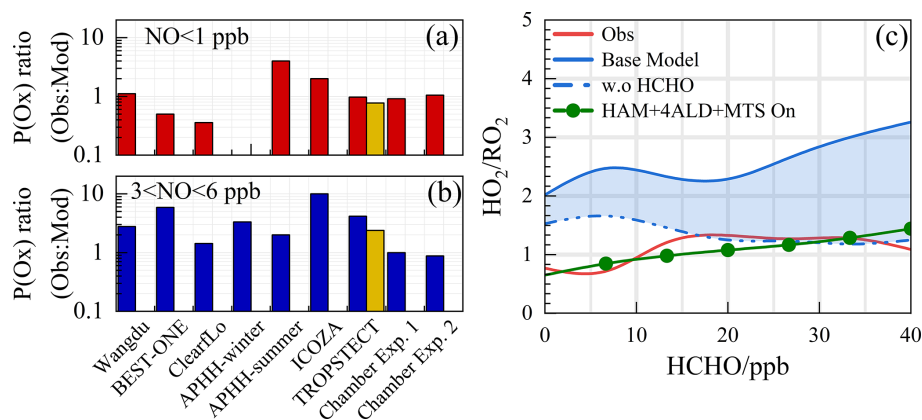 NO<1 ppb
(a)
10
1
0.1
P(Ox) ratio
(Obs:Mod)
3<NO<6 ppb
(b)
10
1
0.1
P(Ox) ratio
(Obs:Mod)
Wangdu
BEST-ONE
ClearfLo
APHH-winter
APHH-summer
ICOZA
TROPSTECT
Chamber Exp. 1
Chamber Exp. 2
(c)
Obs
Base Model
w.o HCHO
HAM+4ALD+MTS On
5
4
3
2
1
0
HO₂/RO₂
0 10 20 30 40
HCHO/ppb